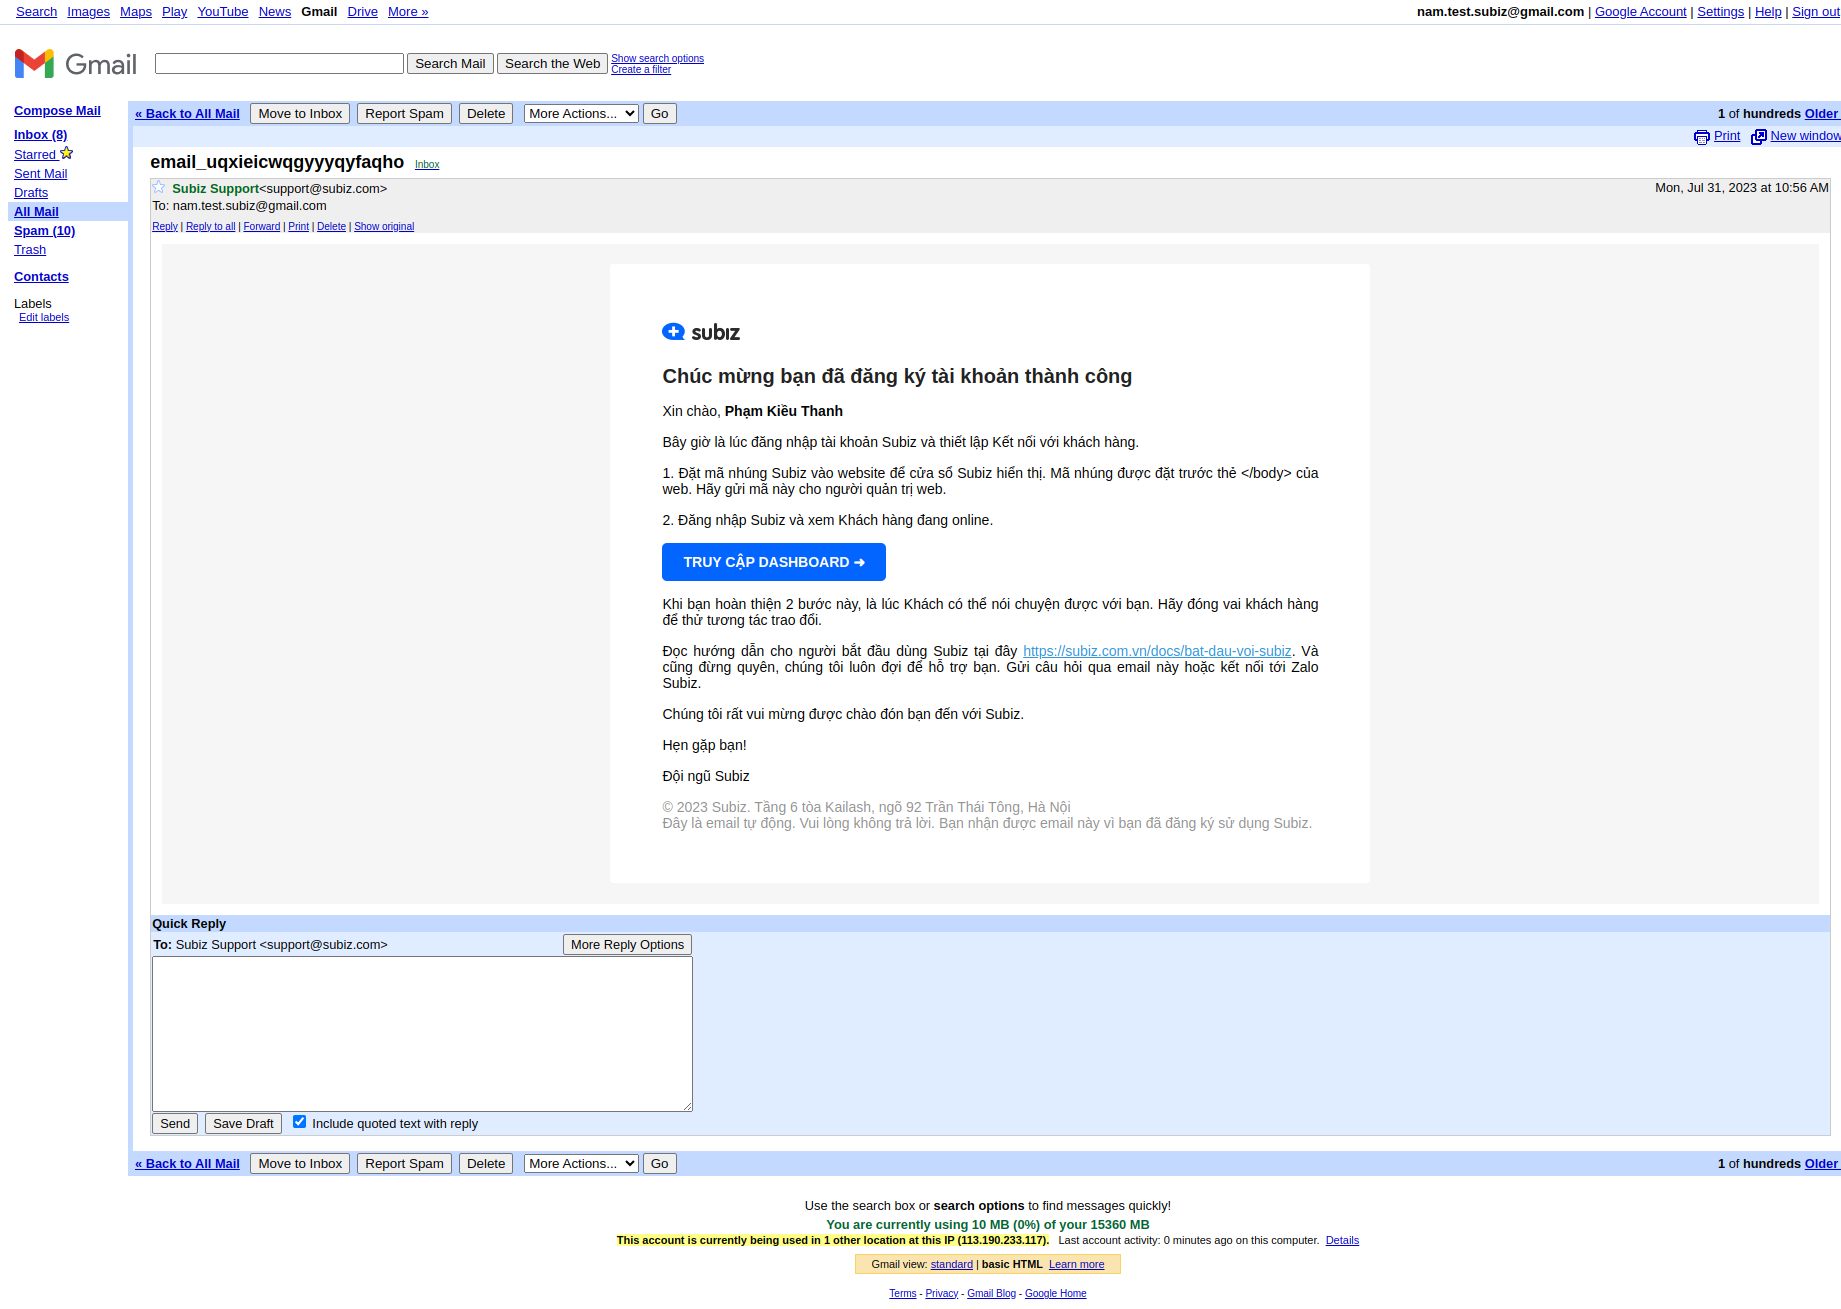 Search Images Maps Play YouTube News Gmail Drive More »
nam.test.subiz@gmail.com | Google Account | Settings | Help | Sign out
Gmail
Search Mail Search the Web
Show search options
Create a filter
Compose Mail
Inbox (8)
Starred
Sent Mail
Drafts
All Mail
Spam (10)
Trash
Contacts
Labels
Edit labels
« Back to All Mail Move to Inbox Report Spam Delete More Actions... Go
1 of hundreds Older
Print New window
email_uqxieicwqgyyyqyfaqho Inbox
Subiz Support<support@subiz.com>
Mon, Jul 31, 2023 at 10:56 AM
To: nam.test.subiz@gmail.com
Reply | Reply to all | Forward | Print | Delete | Show original
subiz
Chúc mừng bạn đã đăng ký tài khoản thành công
Xin chào, Phạm Kiều Thanh
Bây giờ là lúc đăng nhập tài khoản Subiz và thiết lập Kết nối với khách hàng.
1. Đặt mã nhúng Subiz vào website để cửa sổ Subiz hiển thị. Mã nhúng được đặt trước thẻ </body> của
web. Hãy gửi mã này cho người quản trị web.
2. Đăng nhập Subiz và xem Khách hàng đang online.
TRUY CẬP DASHBOARD ➜
Khi bạn hoàn thiện 2 bước này, là lúc Khách có thể nói chuyện được với bạn. Hãy đóng vai khách hàng
để thử tương tác trao đổi.
Đọc hướng dẫn cho người bắt đầu dùng Subiz tại đây https://subiz.com.vn/docs/bat-dau-voi-subiz. Và
cũng đừng quyên, chúng tôi luôn đợi để hỗ trợ bạn. Gửi câu hỏi qua email này hoặc kết nối tới Zalo
Subiz.
Chúng tôi rất vui mừng được chào đón bạn đến với Subiz.
Hẹn gặp bạn!
Đội ngũ Subiz
© 2023 Subiz. Tầng 6 tòa Kailash, ngõ 92 Trần Thái Tông, Hà Nội
Đây là email tự động. Vui lòng không trả lời. Bạn nhận được email này vì bạn đã đăng ký sử dụng Subiz.
Quick Reply
To: Subiz Support <support@subiz.com>
More Reply Options
Send Save Draft Include quoted text with reply
« Back to All Mail Move to Inbox Report Spam Delete More Actions... Go
1 of hundreds Older
Use the search box or search options to find messages quickly!
You are currently using 10 MB (0%) of your 15360 MB
This account is currently being used in 1 other location at this IP (113.190.233.117). Last account activity: 0 minutes ago on this computer. Details
Gmail view: standard | basic HTML Learn more
Terms - Privacy - Gmail Blog - Google Home